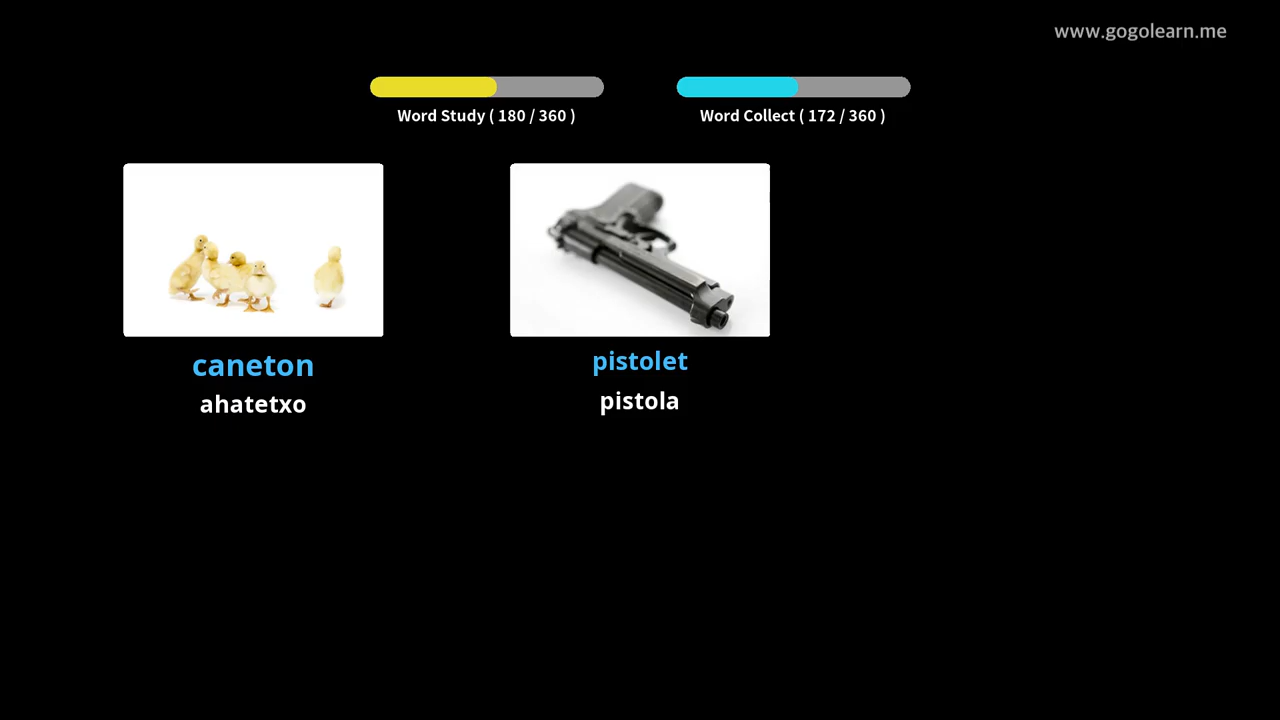 www.gogolearn.me
Word Study ( 180 / 360 )
Word Collect ( 172 / 360 )
caneton
ahatetxo
pistolet
pistola